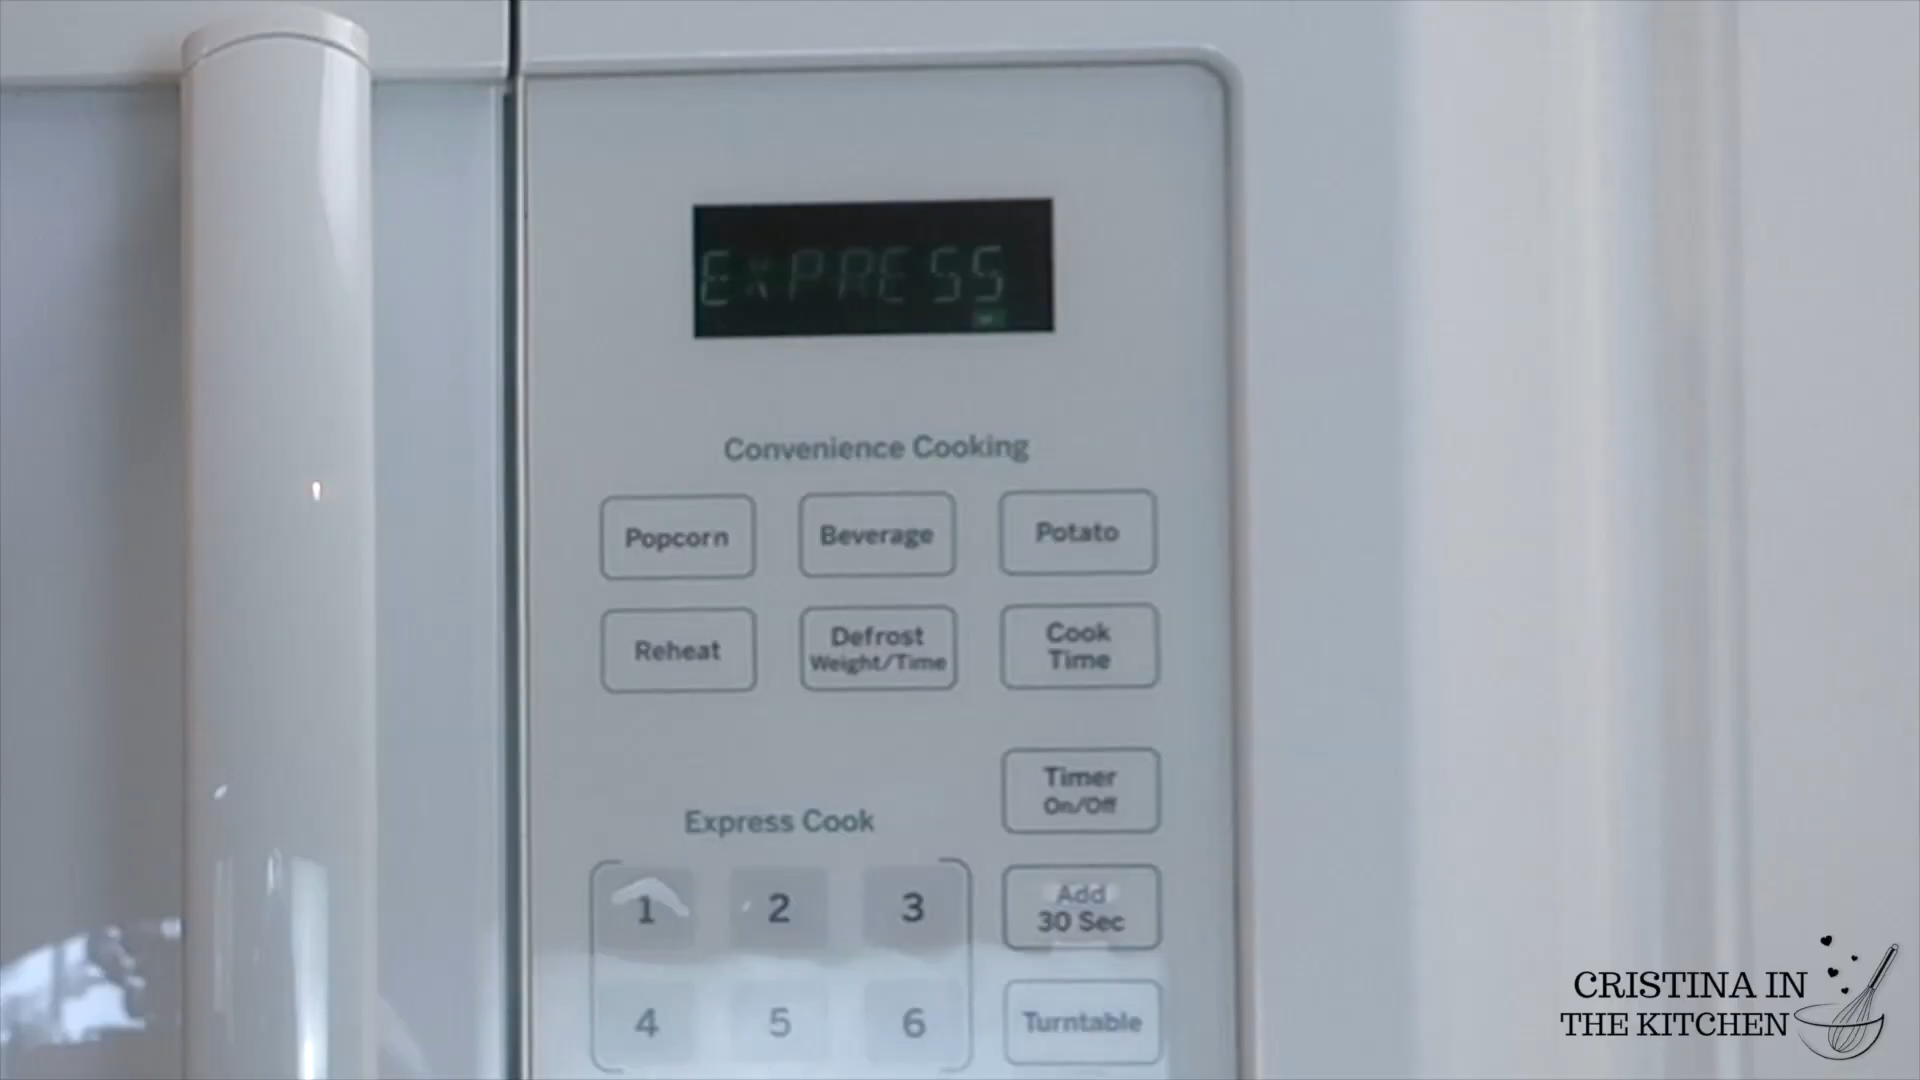 EXPRESS
Convenience Cooking
Popcorn
Beverage
Potato
Reheat
Defrost
Weight/Time
Cook
Time
Timer
On/Off
Express Cook
1
2
3
Add
30 Sec
4
5
6
Turntable
CRISTINA IN
THE KITCHEN